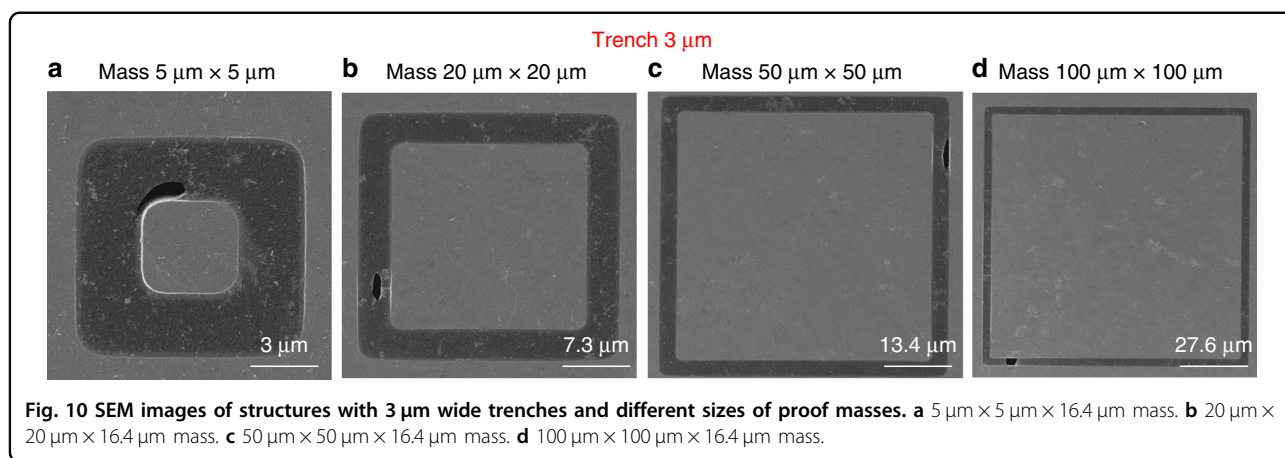 Trench 3 μm
a Mass 5 μm × 5 μm
b Mass 20 μm × 20 μm
c Mass 50 μm × 50 μm
d Mass 100 μm × 100 μm
3 μm
7.3 μm
13.4 μm
27.6 μm
Fig. 10 SEM images of structures with 3 μm wide trenches and different sizes of proof masses. a 5 μm × 5 μm × 16.4 μm mass. b 20 μm ×
20 μm × 16.4 μm mass. c 50 μm × 50 μm × 16.4 μm mass. d 100 μm × 100 μm × 16.4 μm mass.